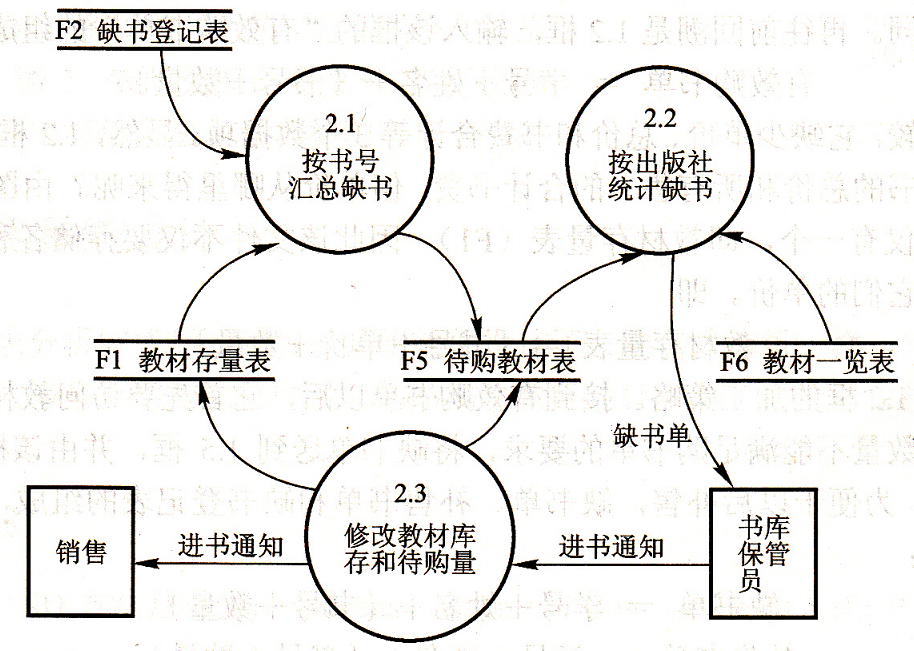 F2 缺书登记表
2.1
按书号
汇总缺书
2.2
按出版社
统计缺书
F1 教材存量表
F5 待购教材表
F6 教材一览表
缺书单
2.3
修改教材库
存和待购量
销售
进书通知
进书通知
书库
保管
员